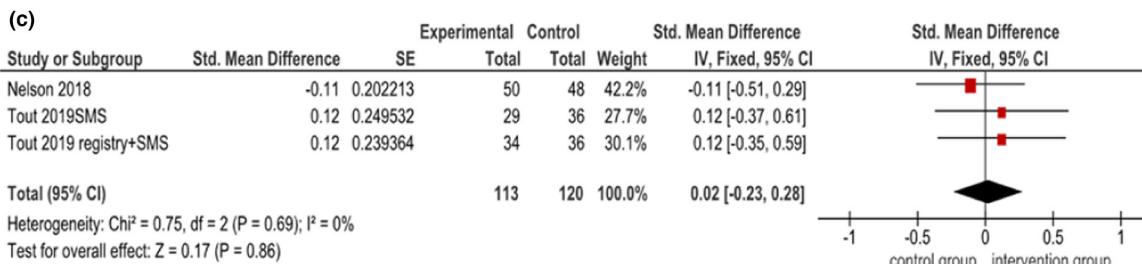 (c)
Experimental Control Std. Mean Difference Std. Mean Difference
Study or Subgroup Std. Mean Difference SE Total Total Weight IV, Fixed, 95% CI IV, Fixed, 95% CI
Nelson 2018 -0.11 0.202213 50 48 42.2% -0.11 [-0.51, 0.29]
Tout 2019SMS 0.12 0.249532 29 36 27.7% 0.12 [-0.37, 0.61]
Tout 2019 registry+SMS 0.12 0.239364 34 36 30.1% 0.12 [-0.35, 0.59]
Total (95% CI) 113 120 100.0% 0.02 [-0.23, 0.28]
Heterogeneity: Chi² = 0.75, df = 2 (P = 0.69); I² = 0%
Test for overall effect: Z = 0.17 (P = 0.86)
-1 -0.5 0 0.5 1
control group intervention group